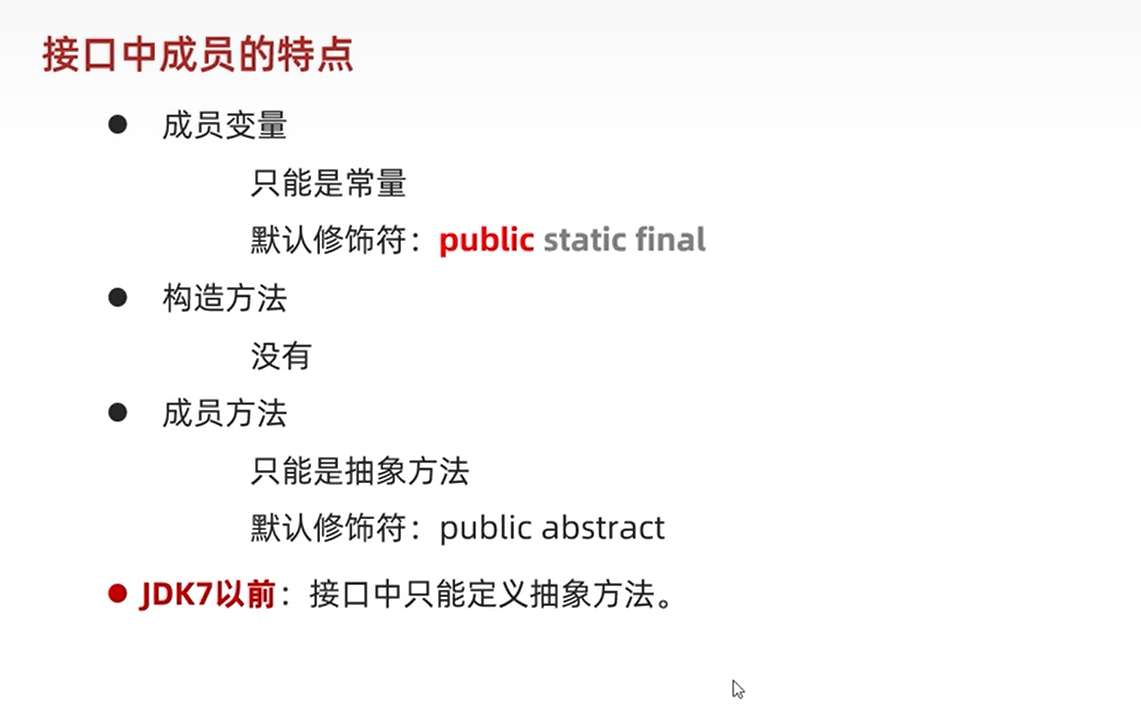 接口中成员的特点
● 成员变量
只能是常量
默认修饰符：public static final
● 构造方法
没有
● 成员方法
只能是抽象方法
默认修饰符：public abstract
● JDK7以前：接口中只能定义抽象方法。